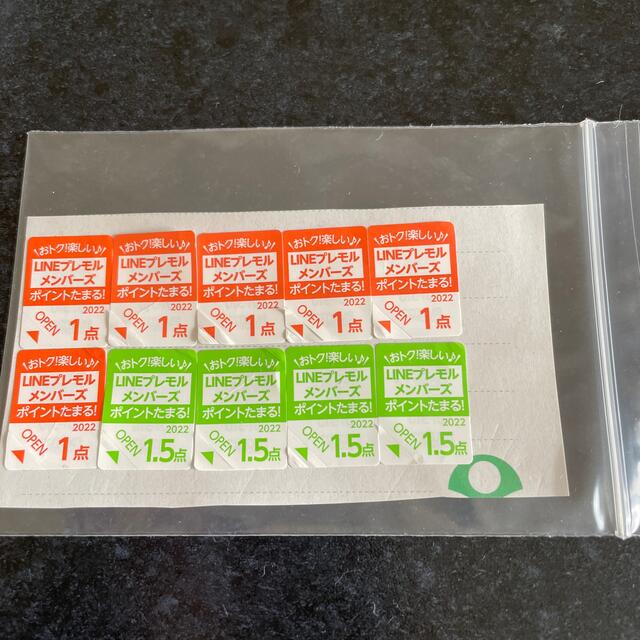 おトク!楽しい♪
LINEプレモル
メンバーズ
ポイントたまる!
2022
OPEN 1点
おトク!楽しい♪
LINEプレモル
メンバーズ
ポイントたまる!
2022
OPEN 1点
おトク!楽しい♪
LINEプレモル
メンバーズ
ポイントたまる!
2022
OPEN 1点
おトク!楽しい♪
LINEプレモル
メンバーズ
ポイントたまる!
2022
OPEN 1点
おトク!楽しい♪
LINEプレモル
メンバーズ
ポイントたまる!
2022
OPEN 1点
おトク!楽しい♪
LINEプレモル
メンバーズ
ポイントたまる!
2022
OPEN 1点
おトク!楽しい♪
LINEプレモル
メンバーズ
ポイントたまる!
2022
OPEN 1.5点
おトク!楽しい♪
LINEプレモル
メンバーズ
ポイントたまる!
2022
OPEN 1.5点
おトク!楽しい♪
LINEプレモル
メンバーズ
ポイントたまる!
2022
OPEN 1.5点
おトク!楽しい♪
LINEプレモル
メンバーズ
ポイントたまる!
2022
OPEN 1.5点